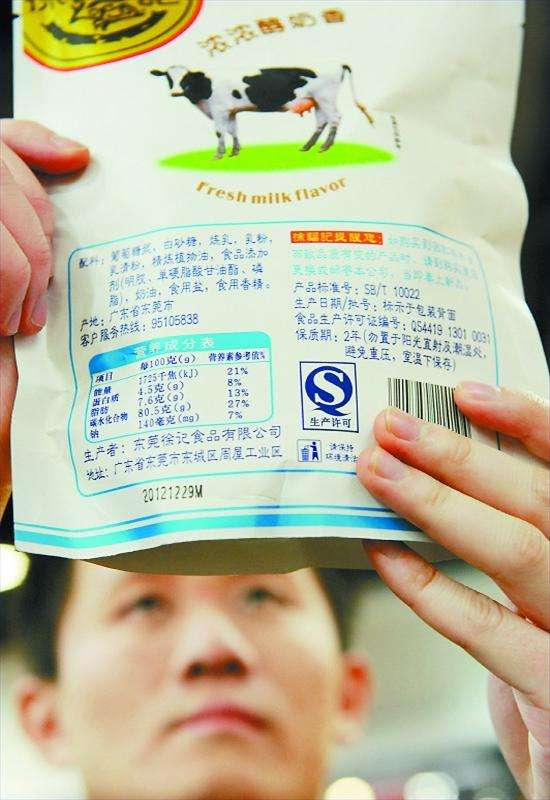 浓浓醇奶香
Fresh milk flavor
配料：葡萄糖浆，白砂糖，炼乳，乳粉，
乳清粉，精炼植物油，食品添加
剂(明胶，单硬脂酸甘油酯，磷
脂)，奶油，食用盐，食用香精。
产地：广东省东莞市
客户服务热线：95105838
营养成分表
项目 每100克(g) 营养素参考值%
能量 1725千焦(kJ) 21%
蛋白质 4.5克(g) 8%
脂肪 7.6克(g) 13%
碳水化合物 80.5克(g) 27%
钠 140毫克(mg) 7%
生产者：东莞徐记食品有限公司
地址：广东省东莞市东城区周屋工业区
20121229M
徐福记提醒您：
产品标准号：SB/T 10022
生产日期/批号：标示于包装背面
食品生产许可证编号：QS4419 1301 0031
保质期：2年(勿置于阳光直射及潮湿处，
避免重压，室温下保存)
QS
生产许可
请保持
环境清洁